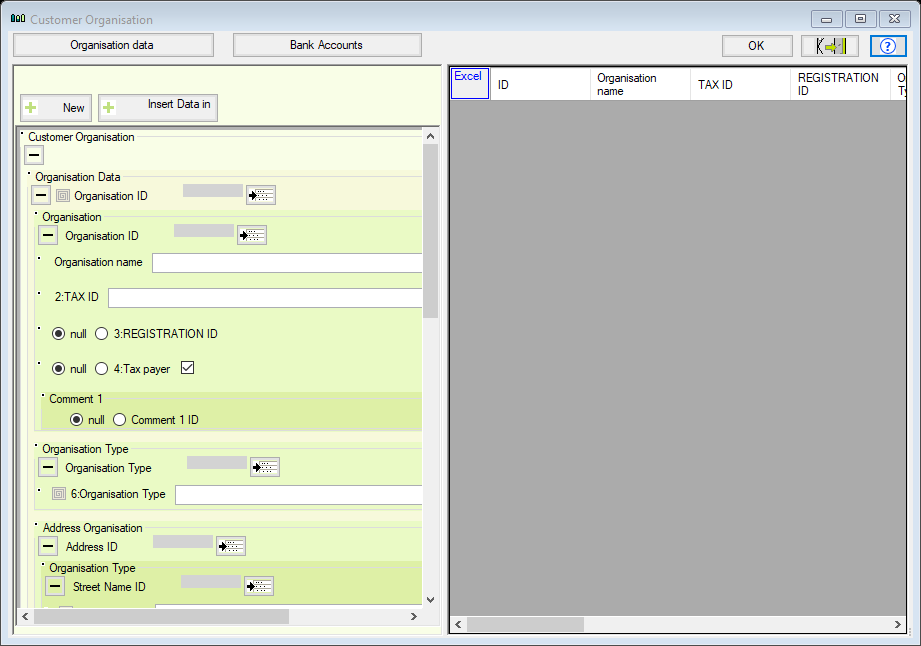 Customer Organisation
Organisation data
Bank Accounts
OK
?
New
Insert Data in
Customer Organisation
Organisation Data
Organisation ID
Organisation
Organisation ID
Organisation name
2:TAX ID
null 3:REGISTRATION ID
null 4:Tax payer
Comment 1
null Comment 1 ID
Organisation Type
Organisation Type
6:Organisation Type
Address Organisation
Address ID
Organisation Type
Street Name ID
Excel
ID
Organisation
name
TAX ID
REGISTRATION
ID